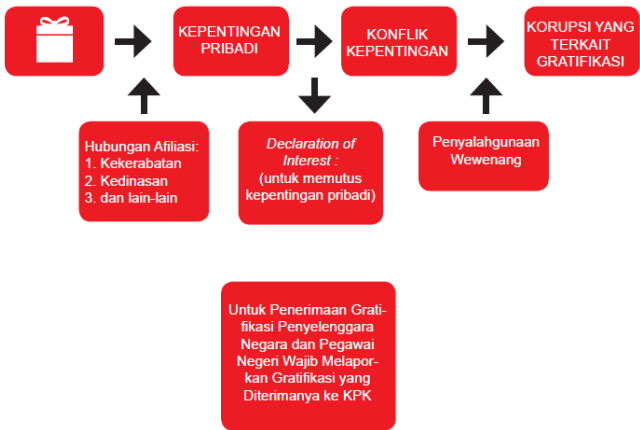 KEPENTINGAN
PRIBADI
KONFLIK
KEPENTINGAN
KORUPSI YANG
TERKAIT
GRATIFIKASI
Hubungan Afiliasi:
1. Kekerabatan
2. Kedinasan
3. dan lain-lain
Declaration of
Interest :
(untuk memutus
kepentingan pribadi)
Penyalahgunaan
Wewenang
Untuk Penerimaan Grati-
fikasi Penyelenggara
Negara dan Pegawai
Negeri Wajib Melapor-
kan Gratifikasi yang
Diterimanya ke KPK